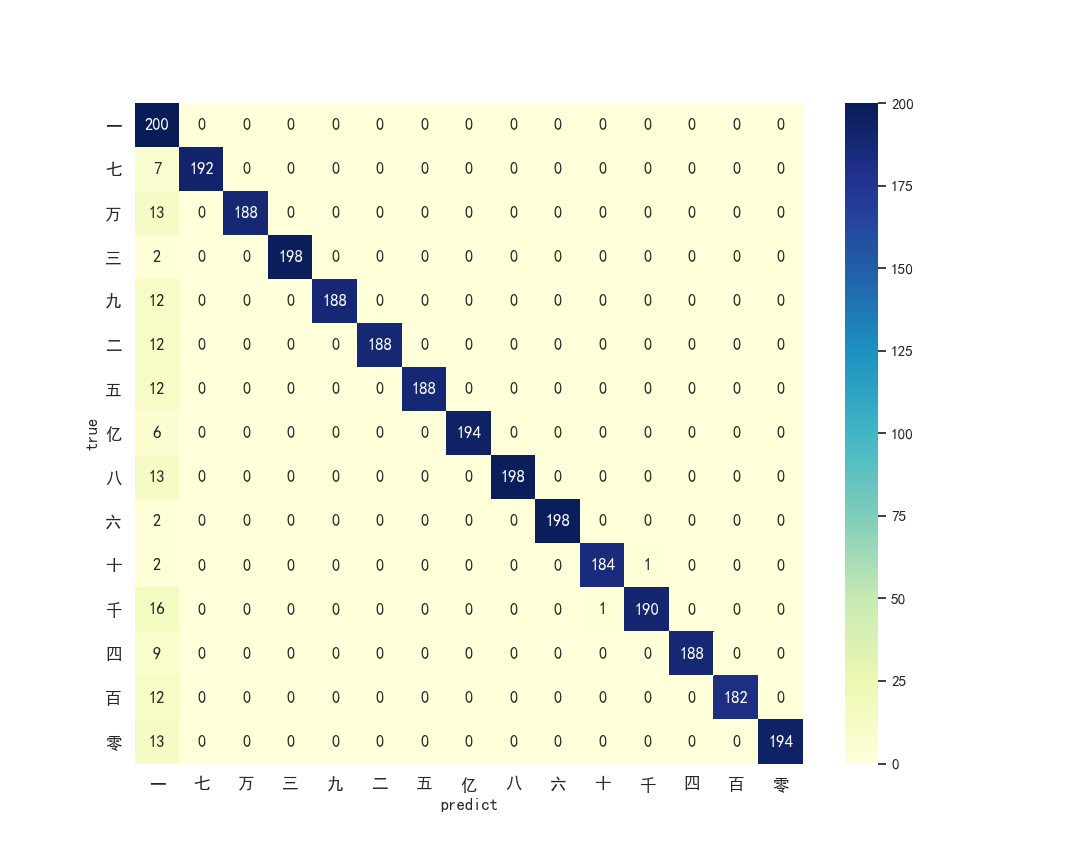 一 200 0 0 0 0 0 0 0 0 0 0 0 0 0 0 200
七 7 192 0 0 0 0 0 0 0 0 0 0 0 0 0 175
万 13 0 188 0 0 0 0 0 0 0 0 0 0 0 0
三 2 0 0 198 0 0 0 0 0 0 0 0 0 0 0 150
九 12 0 0 0 188 0 0 0 0 0 0 0 0 0 0
二 12 0 0 0 0 188 0 0 0 0 0 0 0 0 0 125
五 12 0 0 0 0 0 188 0 0 0 0 0 0 0 0
true
亿 6 0 0 0 0 0 0 194 0 0 0 0 0 0 0 100
八 13 0 0 0 0 0 0 0 198 0 0 0 0 0 0
六 2 0 0 0 0 0 0 0 0 198 0 0 0 0 0 75
十 2 0 0 0 0 0 0 0 0 0 184 1 0 0 0
千 16 0 0 0 0 0 0 0 0 0 1 190 0 0 0 50
四 9 0 0 0 0 0 0 0 0 0 0 0 188 0 0
百 12 0 0 0 0 0 0 0 0 0 0 0 0 182 0 25
零 13 0 0 0 0 0 0 0 0 0 0 0 0 0 194 0
一 七 万 三 九 二 五 亿 八 六 十 千 四 百 零
predict